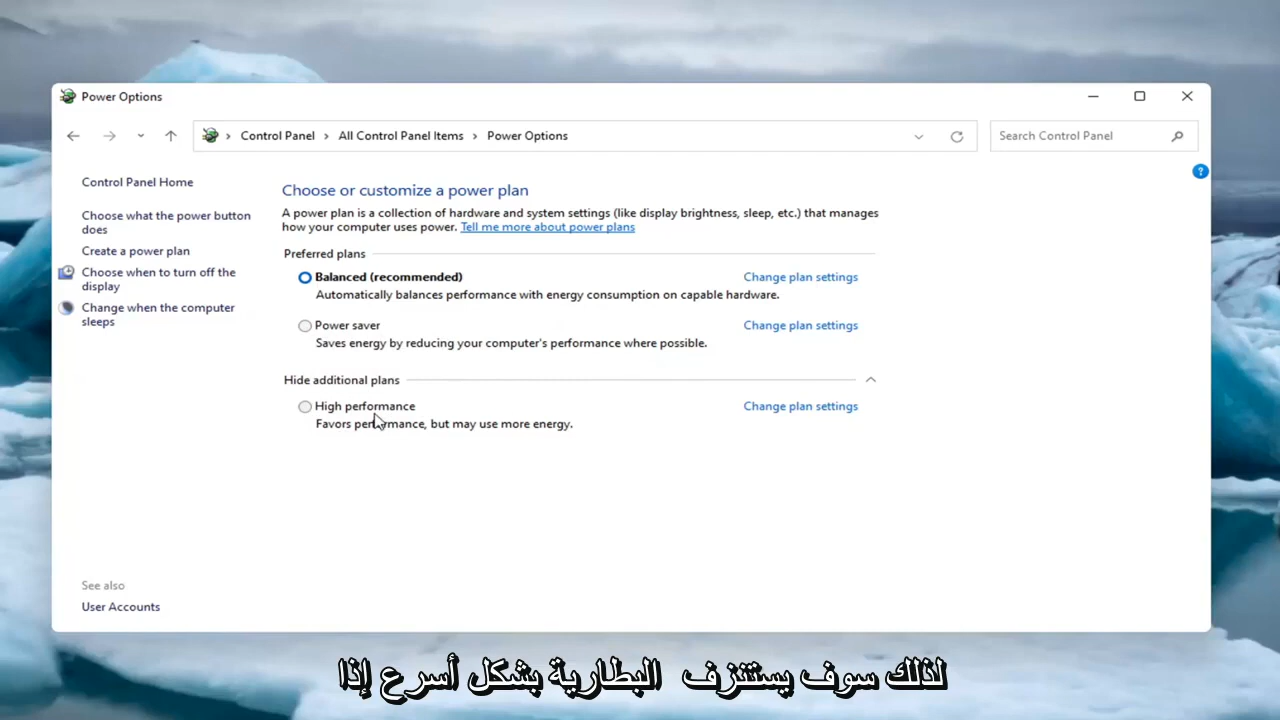 Power Options
Control Panel > All Control Panel Items > Power Options
Search Control Panel
Control Panel Home
Choose what the power button
does
Create a power plan
Choose when to turn off the
display
Change when the computer
sleeps
Choose or customize a power plan
A power plan is a collection of hardware and system settings (like display brightness, sleep, etc.) that manages
how your computer uses power. Tell me more about power plans
Preferred plans
Balanced (recommended) Change plan settings
Automatically balances performance with energy consumption on capable hardware.
Power saver Change plan settings
Saves energy by reducing your computer's performance where possible.
Hide additional plans
High performance Change plan settings
Favors performance, but may use more energy.
See also
User Accounts
لذلك سوف يستنزف البطارية بشكل أسرع إذا